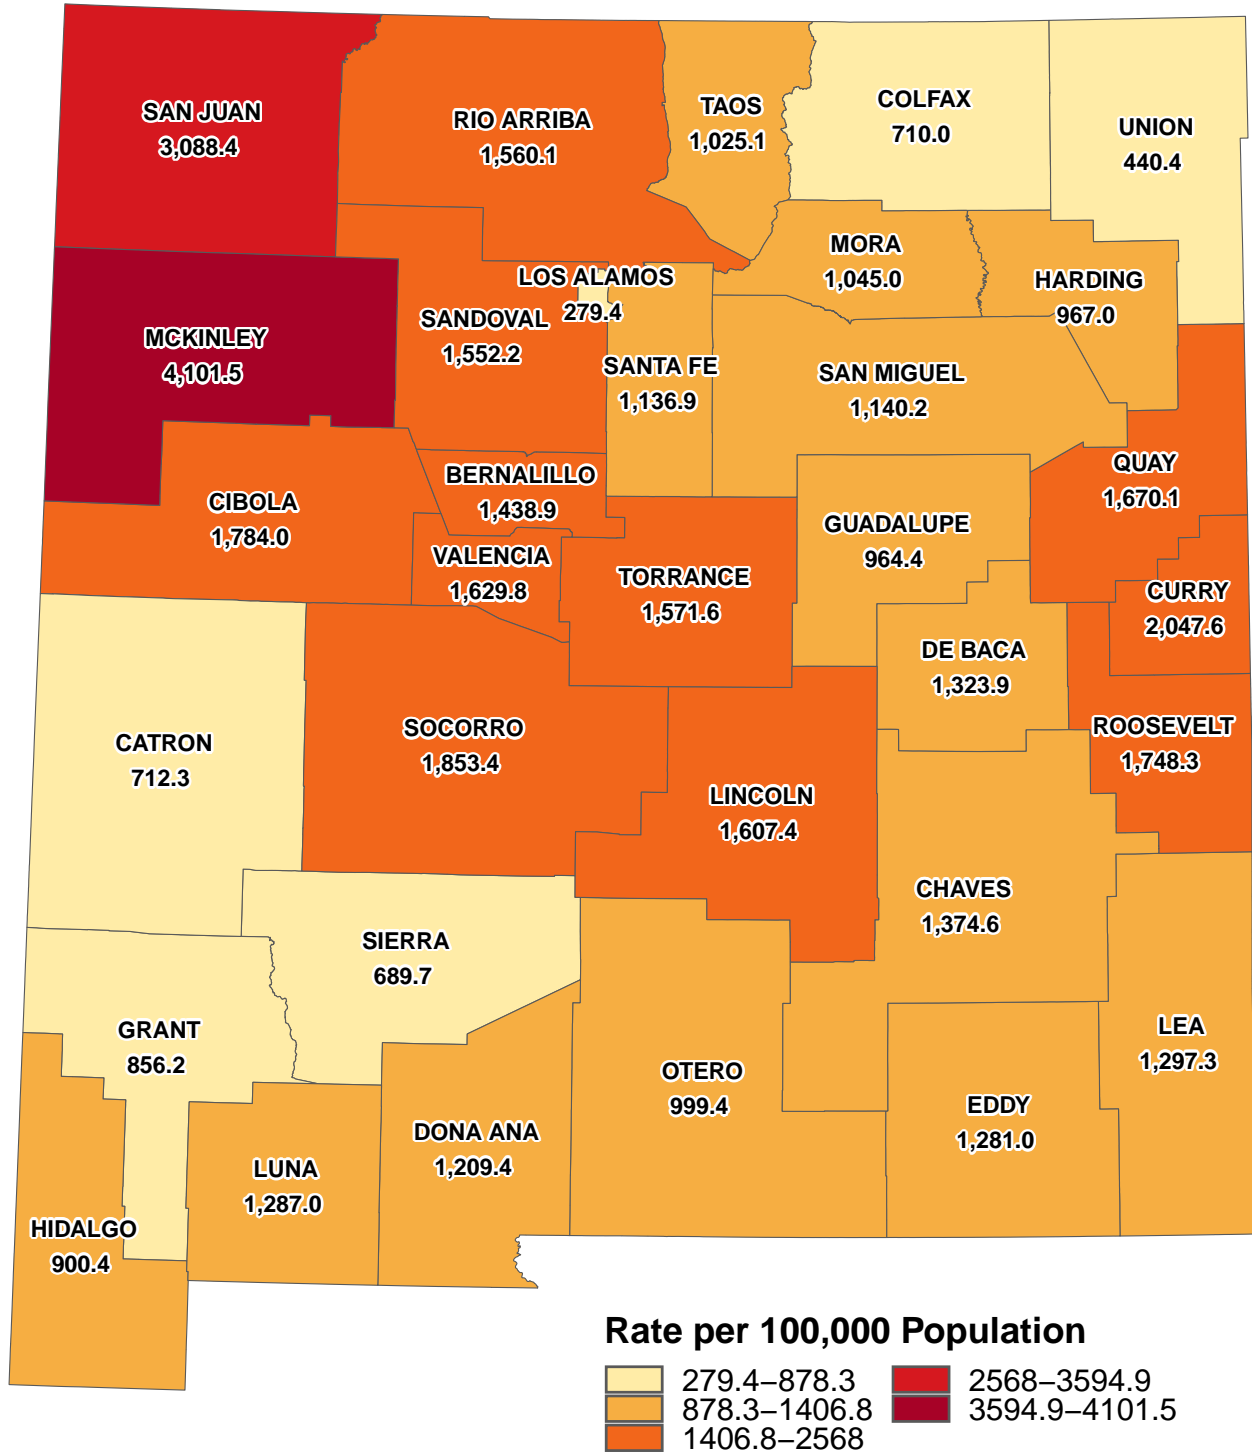 SAN JUAN
3,088.4
RIO ARRIBA
1,560.1
TAOS
1,025.1
COLFAX
710.0
UNION
440.4
MORA
1,045.0
HARDING
967.0
LOS ALAMOS
279.4
SANDOVAL
1,552.2
MCKINLEY
4,101.5
SANTA FE
1,136.9
SAN MIGUEL
1,140.2
QUAY
1,670.1
BERNALILLO
1,438.9
CIBOLA
1,784.0
GUADALUPE
964.4
VALENCIA
1,629.8
TORRANCE
1,571.6
CURRY
2,047.6
DE BACA
1,323.9
ROOSEVELT
1,748.3
SOCORRO
1,853.4
CATRON
712.3
LINCOLN
1,607.4
CHAVES
1,374.6
SIERRA
689.7
GRANT
856.2
LEA
1,297.3
OTERO
999.4
EDDY
1,281.0
DONA ANA
1,209.4
LUNA
1,287.0
HIDALGO
900.4
Rate per 100,000 Population
279.4–878.3
878.3–1406.8
1406.8–2568
2568–3594.9
3594.9–4101.5